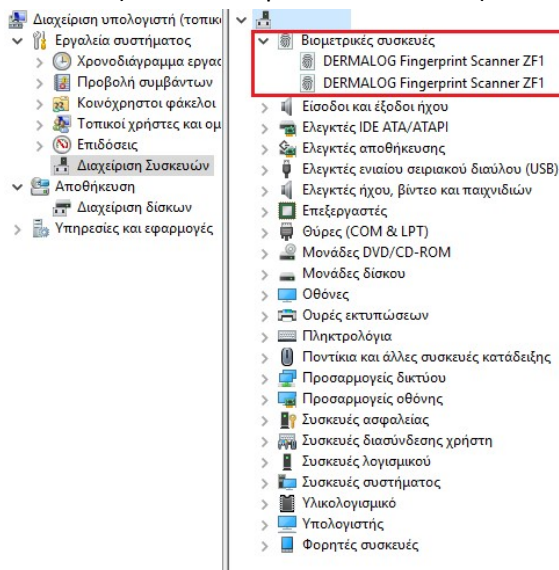 Διαχείριση υπολογιστή (τοπικ
Εργαλεία συστήματος
Χρονοδιάγραμμα εργασ
Προβολή συμβάντων
Κοινόχρηστοι φάκελοι
Τοπικοί χρήστες και ομ
Επιδόσεις
Διαχείριση Συσκευών
Αποθήκευση
Διαχείριση δίσκων
Υπηρεσίες και εφαρμογές
Βιομετρικές συσκευές
DERMALOG Fingerprint Scanner ZF1
DERMALOG Fingerprint Scanner ZF1
Είσοδοι και έξοδοι ήχου
Ελεγκτές IDE ATA/ATAPI
Ελεγκτές αποθήκευσης
Ελεγκτές ενιαίου σειριακού διαύλου (USB)
Ελεγκτές ήχου, βίντεο και παιχνιδιών
Επεξεργαστές
Θύρες (COM & LPT)
Μονάδες DVD/CD-ROM
Μονάδες δίσκου
Οθόνες
Ουρές εκτυπώσεων
Πληκτρολόγια
Ποντίκια και άλλες συσκευές κατάδειξης
Προσαρμογείς δικτύου
Προσαρμογείς οθόνης
Συσκευές ασφαλείας
Συσκευές διασύνδεσης χρήστη
Συσκευές λογισμικού
Συσκευές συστήματος
Υλικολογισμικό
Υπολογιστής
Φορητές συσκευές